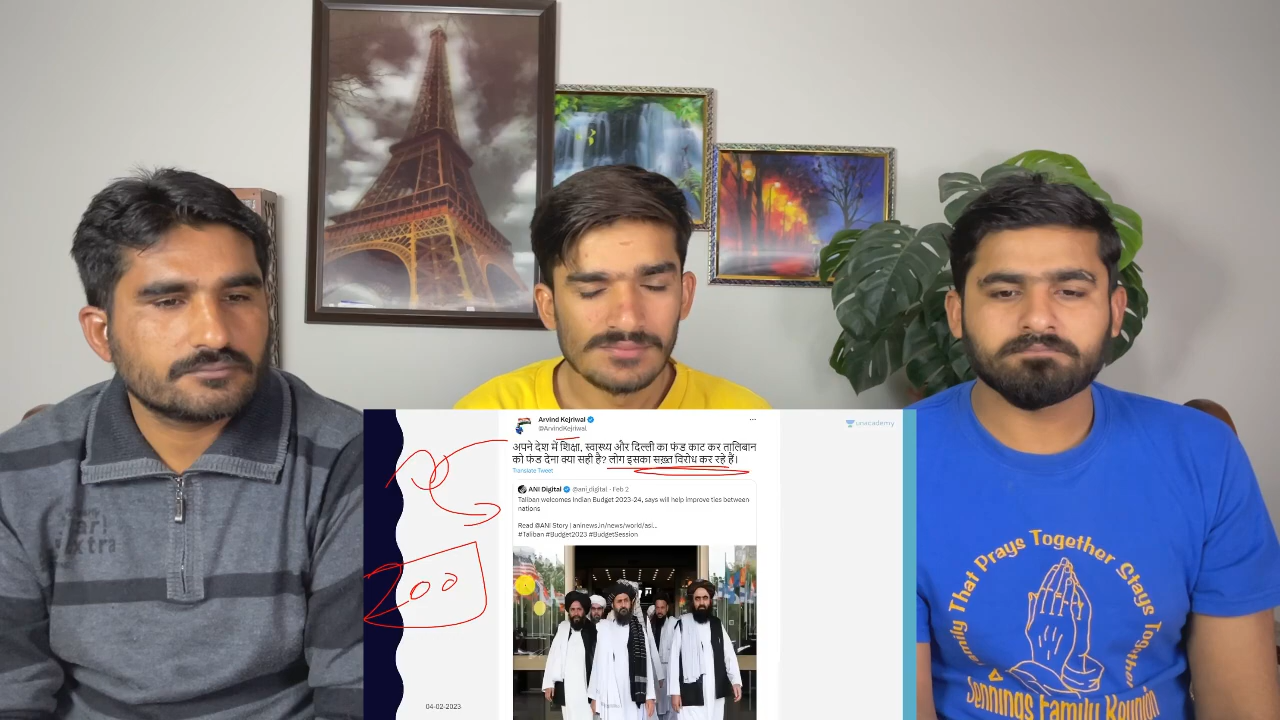 Arvind Kejriwal
@ArvindKejriwal
unacademy
अपने देश में शिक्षा, स्वास्थ्य और दिल्ली का फंड काट कर तालिबान
को फंड देना क्या सही है? लोग इसका सख़्त विरोध कर रहे हैं।
Translate Tweet
ANI Digital @ani_digital · Feb 2
Taliban welcomes Indian Budget 2023-24, says will help improve ties between
nations
Read @ANI Story | aninews.in/news/world/asi...
#Taliban #Budget2023 #BudgetSession
200
04-02-2023
That Prays Together Stays Together
Jennings Family Reunion